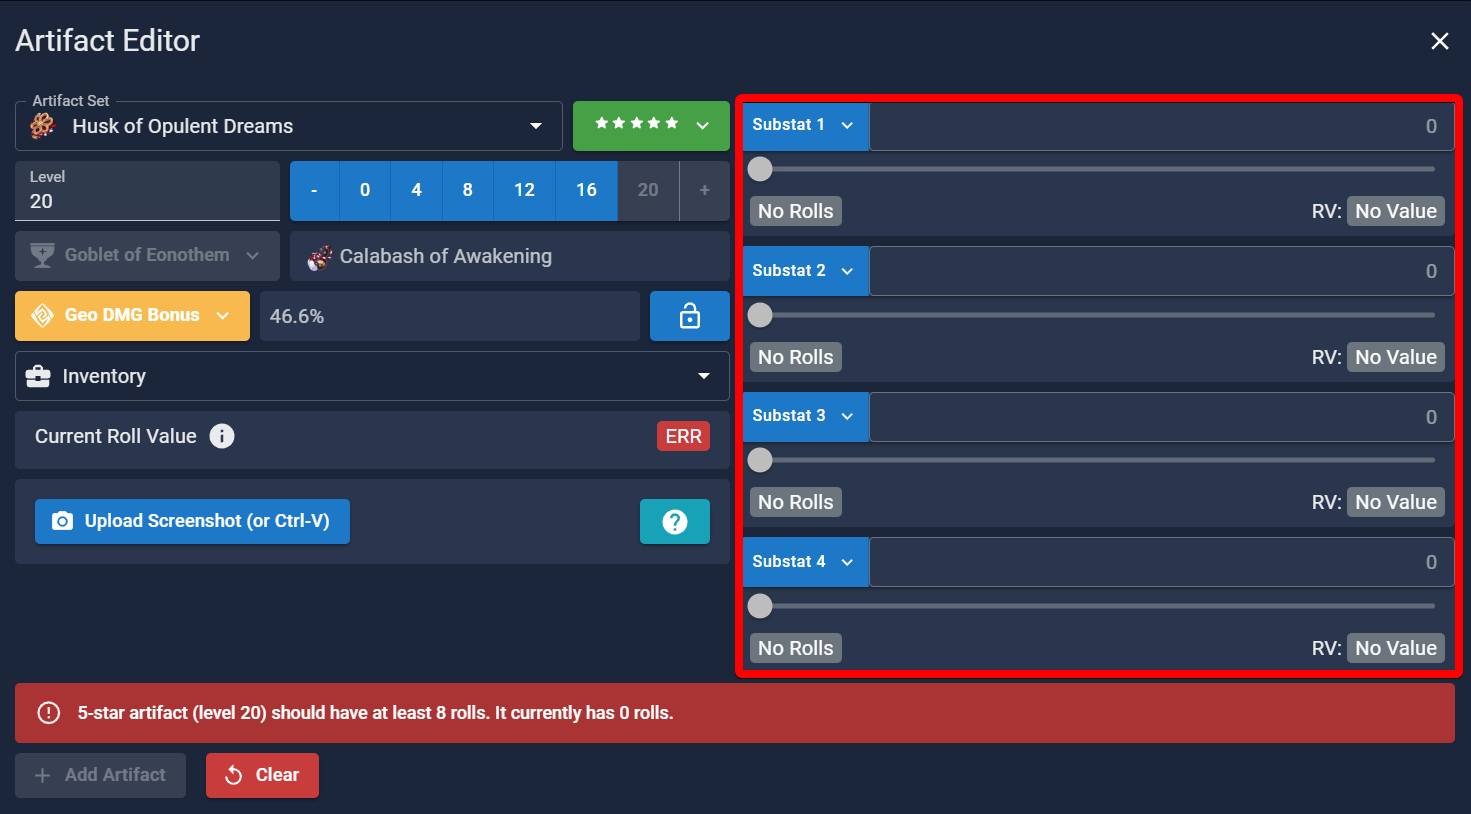 Artifact Editor
Artifact Set
Husk of Opulent Dreams
Level
20
- 0 4 8 12 16 20 +
Goblet of Eonothem
Calabash of Awakening
Geo DMG Bonus
46.6%
Inventory
Current Roll Value
ERR
Upload Screenshot (or Ctrl-V)
?
Substat 1
0
No Rolls
RV: No Value
Substat 2
0
No Rolls
RV: No Value
Substat 3
0
No Rolls
RV: No Value
Substat 4
0
No Rolls
RV: No Value
5-star artifact (level 20) should have at least 8 rolls. It currently has 0 rolls.
+ Add Artifact
Clear